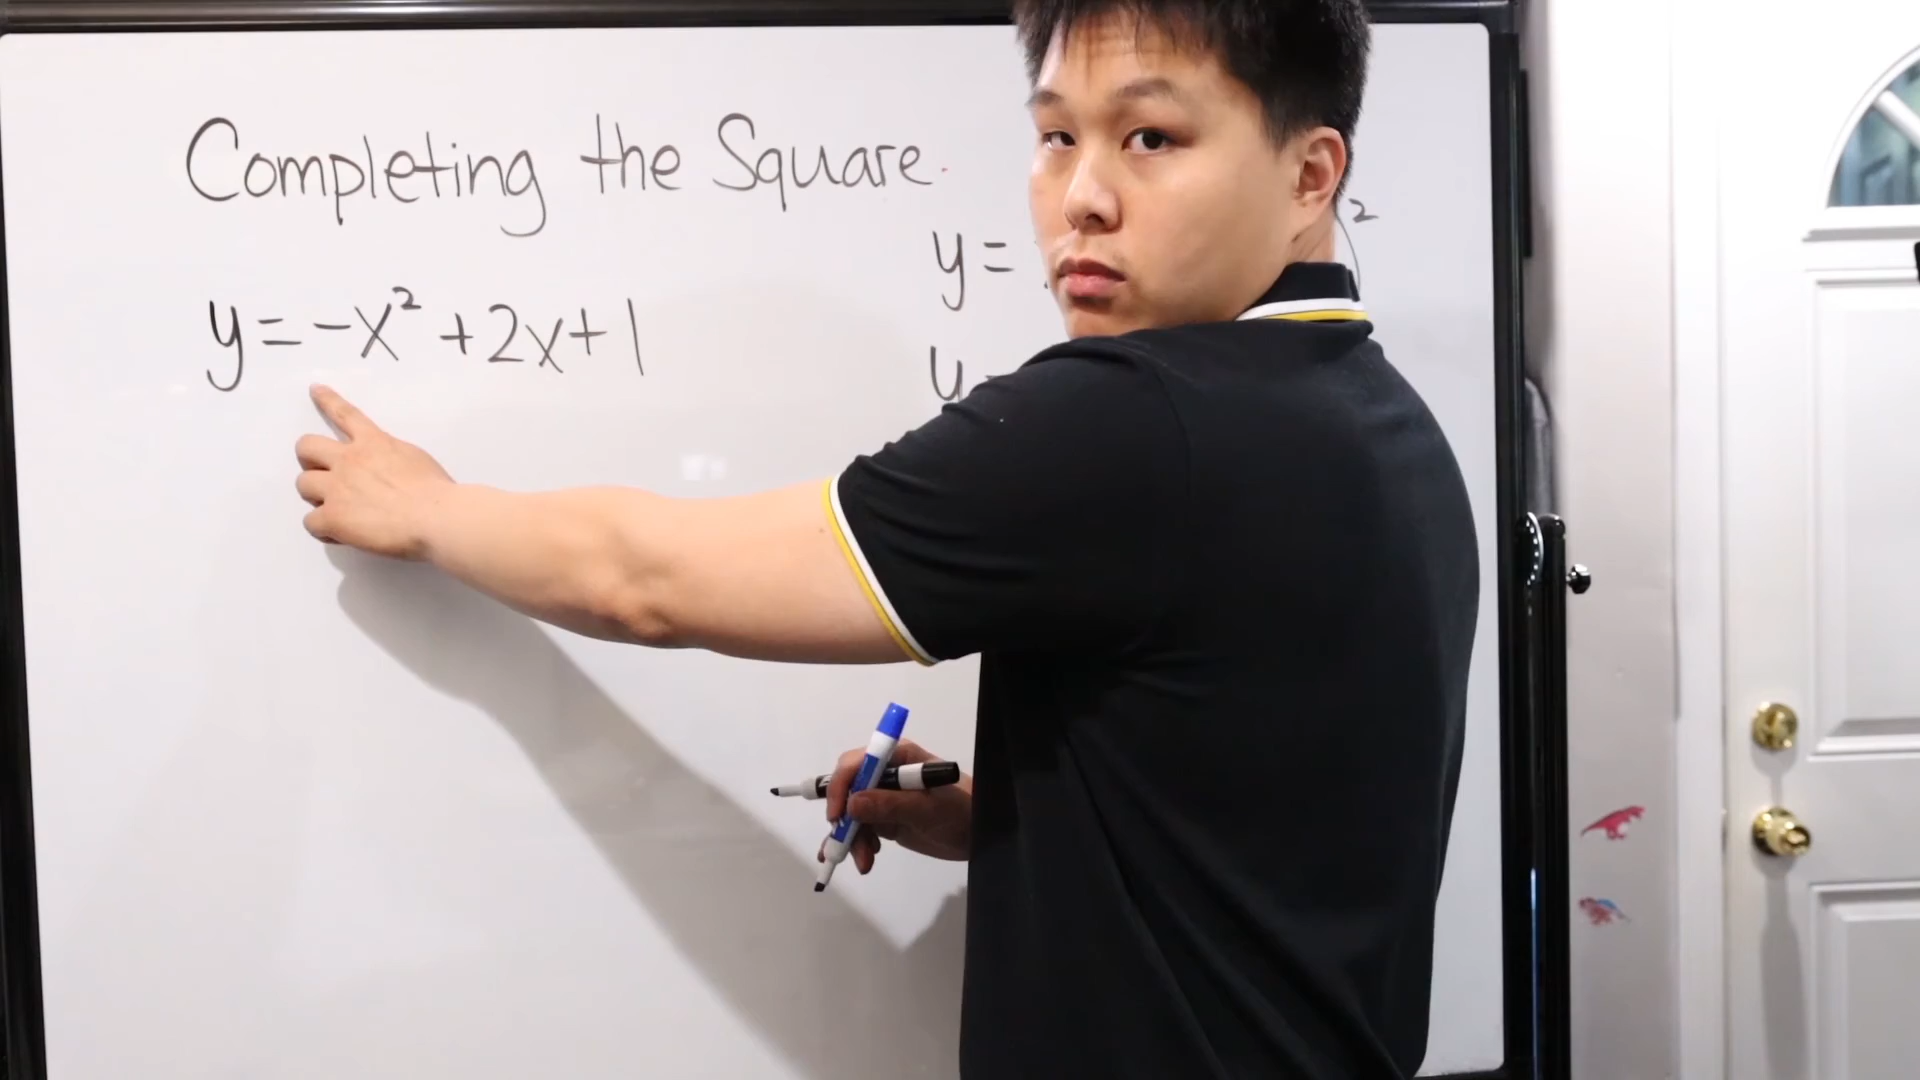 Completing the Square.
y = -x² + 2x + 1
y =
y